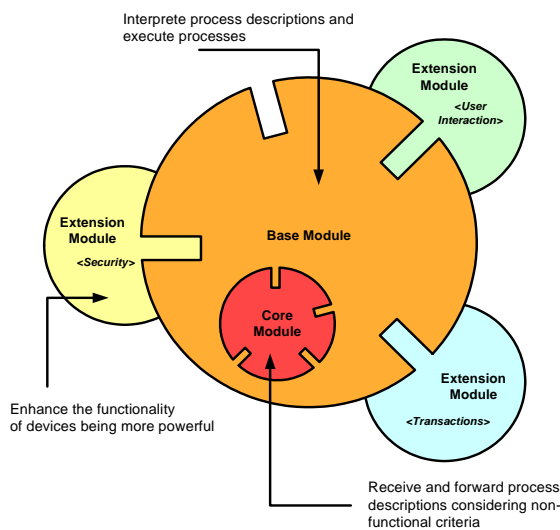 Interprete process descriptions and
execute processes
Extension
Module
<User
Interaction>
Extension
Module
<Security>
Base Module
Core
Module
Extension
Module
<Transactions>
Enhance the functionality
of devices being more powerful
Receive and forward process
descriptions considering non-
functional criteria